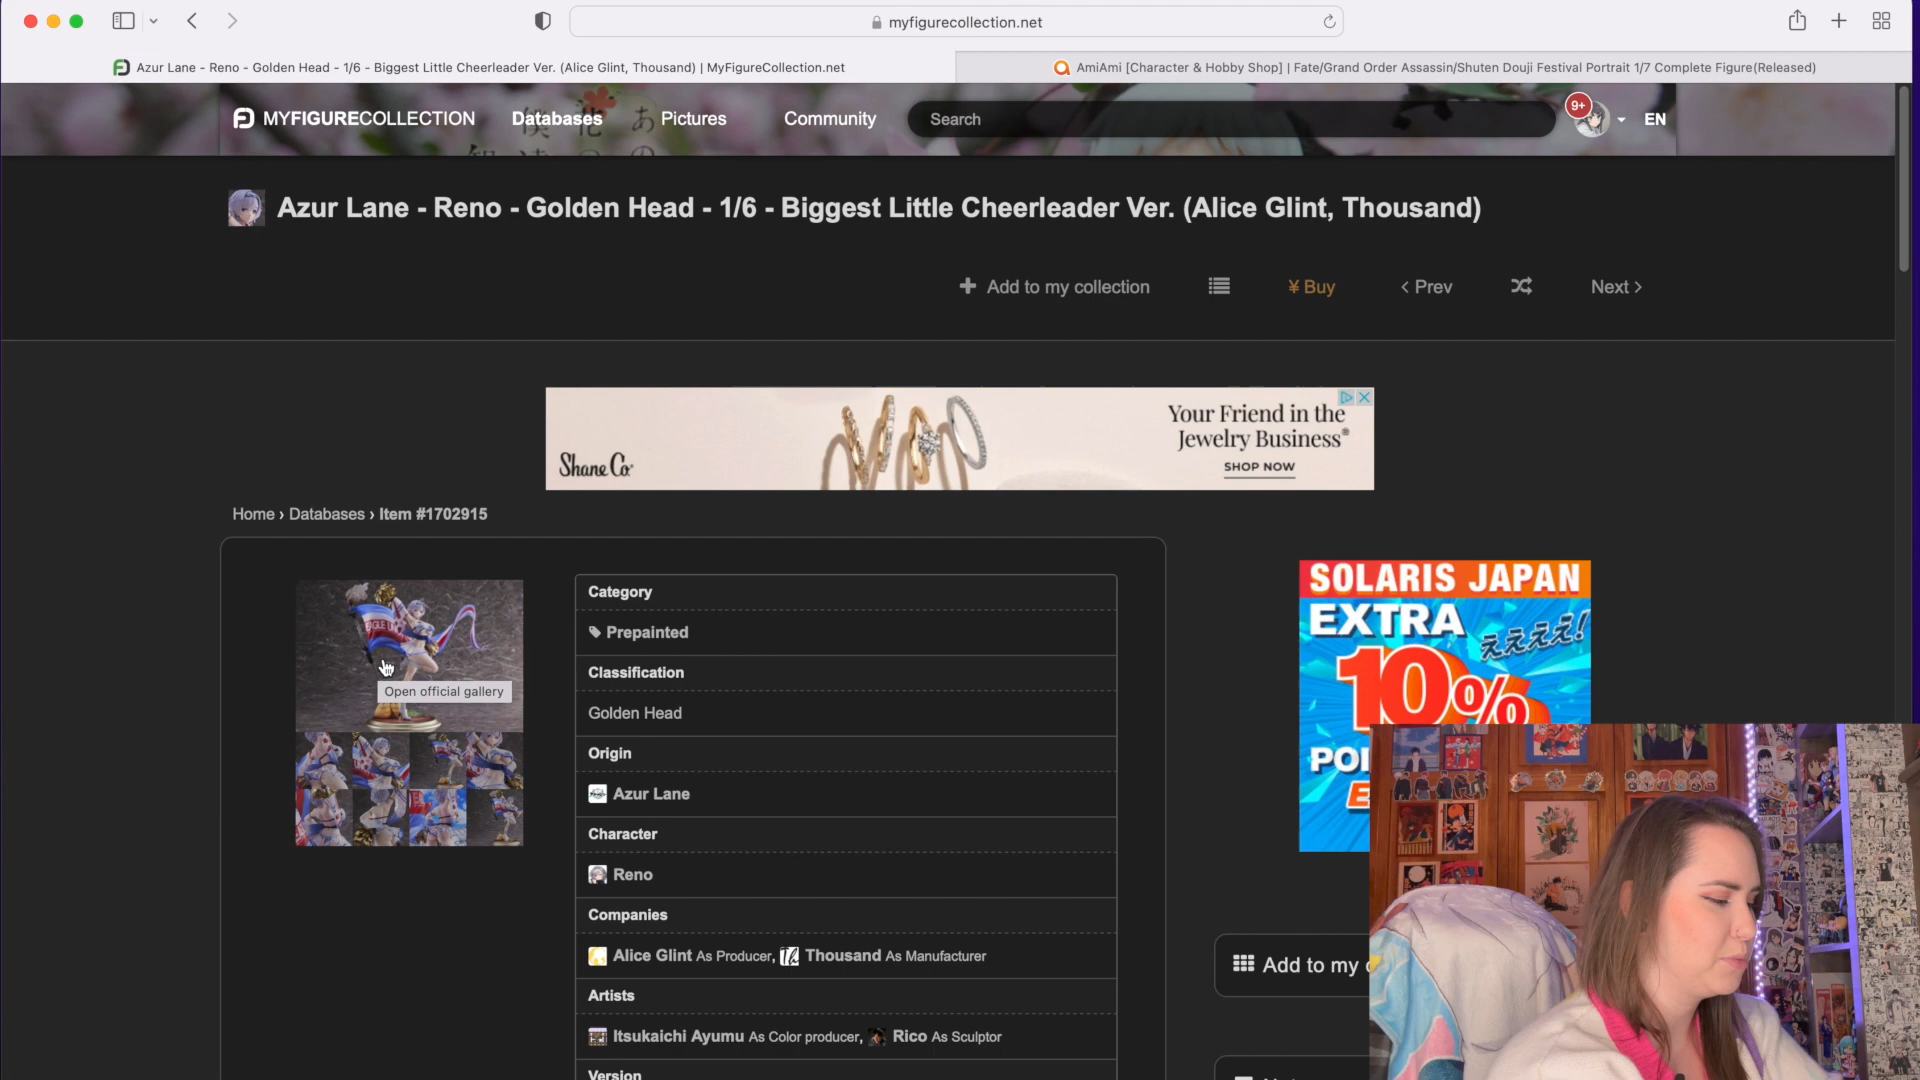 myfigurecollection.net
Azur Lane - Reno - Golden Head - 1/6 - Biggest Little Cheerleader Ver. (Alice Glint, Thousand) | MyFigureCollection.net
AmiAmi [Character & Hobby Shop] | Fate/Grand Order Assassin/Shuten Douji Festival Portrait 1/7 Complete Figure(Released)
MYFIGURECOLLECTION
Databases
Pictures
Community
Search
9+
EN
Azur Lane - Reno - Golden Head - 1/6 - Biggest Little Cheerleader Ver. (Alice Glint, Thousand)
Add to my collection
¥ Buy
< Prev
Next >
Shane Co.
Your Friend in the
Jewelry Business®
SHOP NOW
Home › Databases › Item #1702915
Open official gallery
Category
Prepainted
Classification
Golden Head
Origin
Azur Lane
Character
Reno
Companies
Alice Glint As Producer, Thousand As Manufacturer
Artists
Itsukaichi Ayumu As Color producer, Rico As Sculptor
Version
SOLARIS JAPAN
EXTRA
ええええ!
10%
POI
Add to my